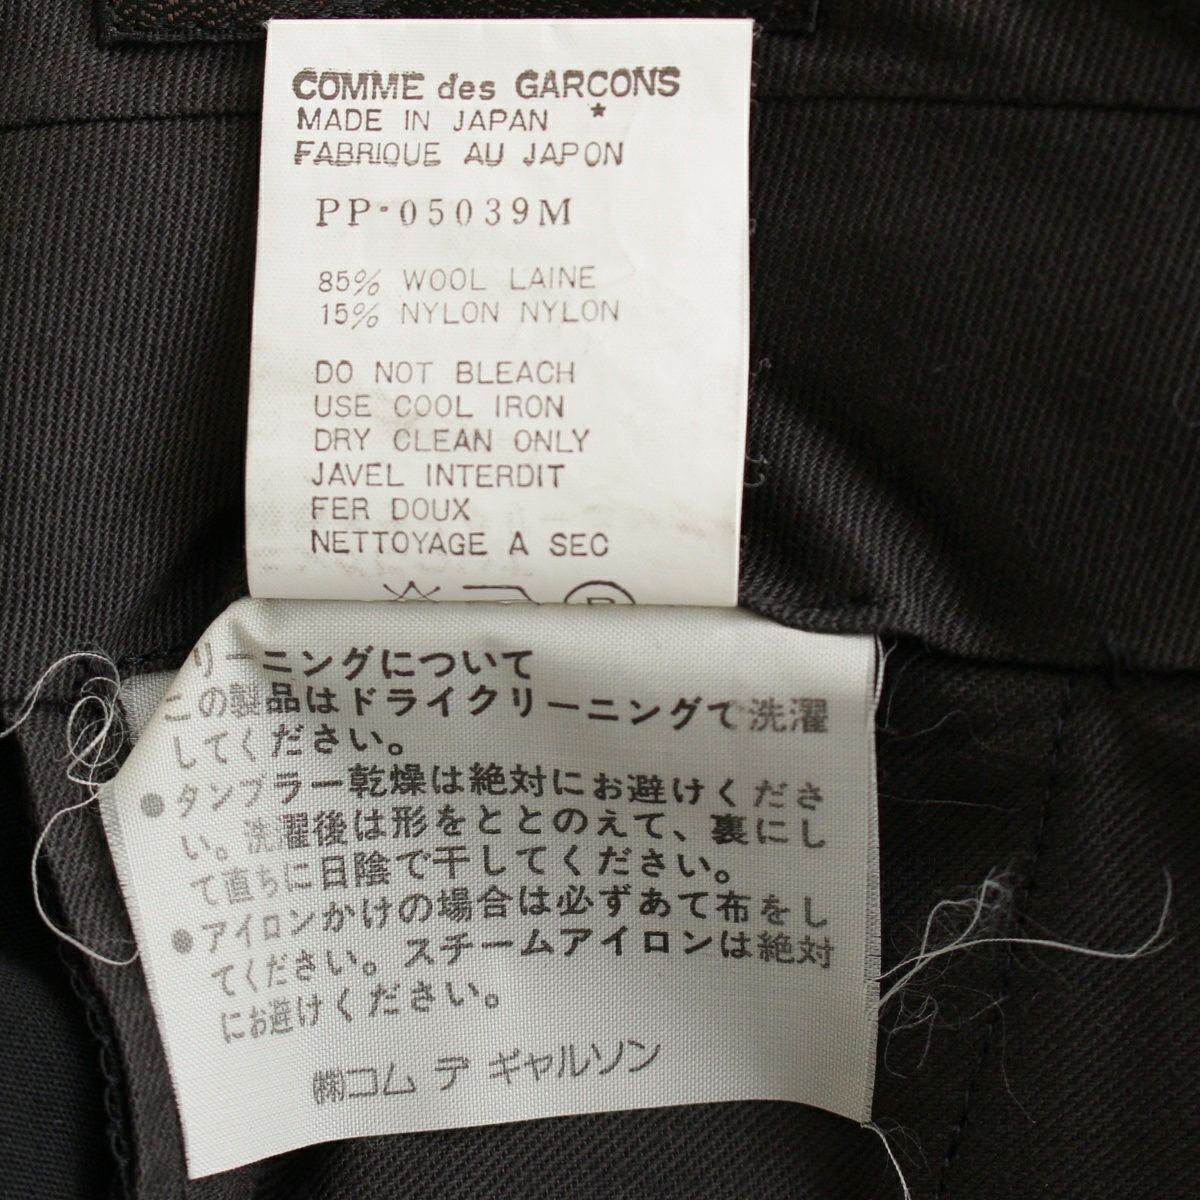 COMME des GARCONS
MADE IN JAPAN *
FABRIQUE AU JAPON
PP-05039M
85% WOOL LAINE
15% NYLON NYLON
DO NOT BLEACH
USE COOL IRON
DRY CLEAN ONLY
JAVEL INTERDIT
FER DOUX
NETTOYAGE A SEC
リーニングについて
この製品はドライクリーニングで洗濯
してください。
●タンブラー乾燥は絶対にお避けくださ
い。洗濯後は形をととのえて、裏にし
て直ちに日陰で干してください。
●アイロンかけの場合は必ずあて布をし
てください。スチームアイロンは絶対
にお避けください。
㈱コム デ ギャルソン